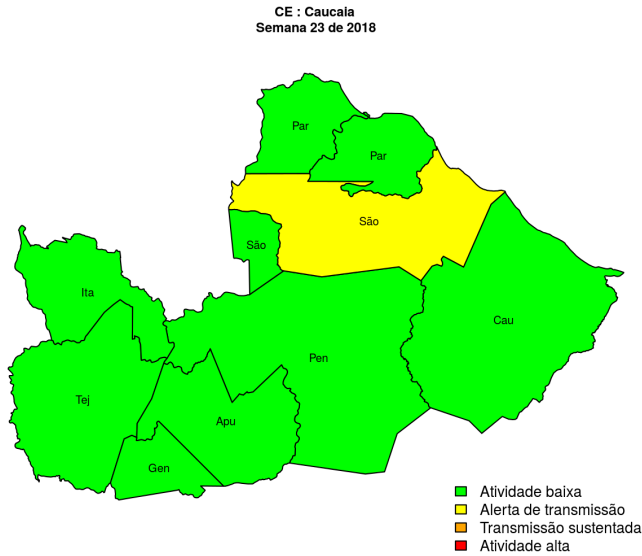 CE : Caucaia
Semana 23 de 2018
Par
Par
São
São
Ita
Cau
Pen
Tej
Apu
Gen
Atividade baixa
Alerta de transmissão
Transmissão sustentada
Atividade alta